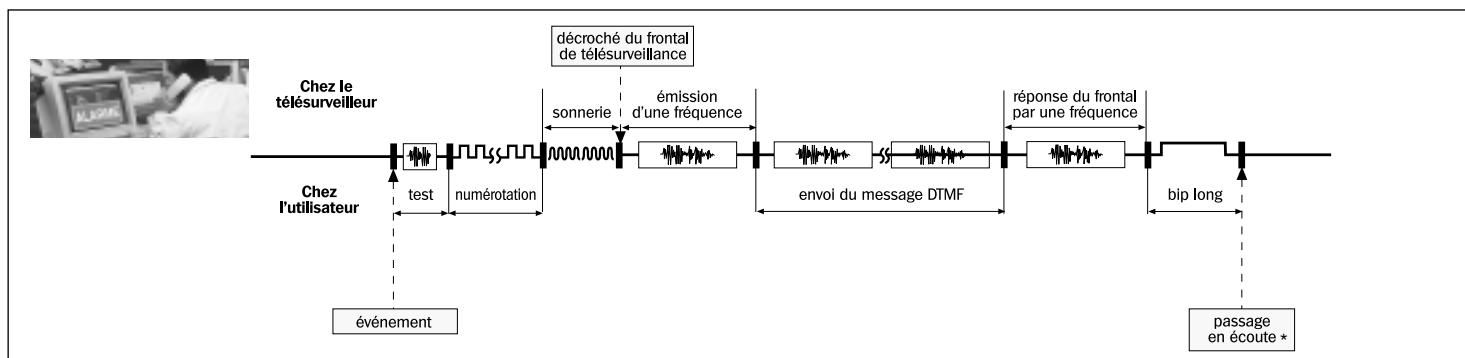 décroché du frontal
de télésurveillance
Chez le
télésurveilleur
sonnerie
émission
d'une fréquence
réponse du frontal
par une fréquence
ALARME
Chez
l'utilisateur
test
numérotation
envoi du message DTMF
bip long
événement
passage
en écoute *